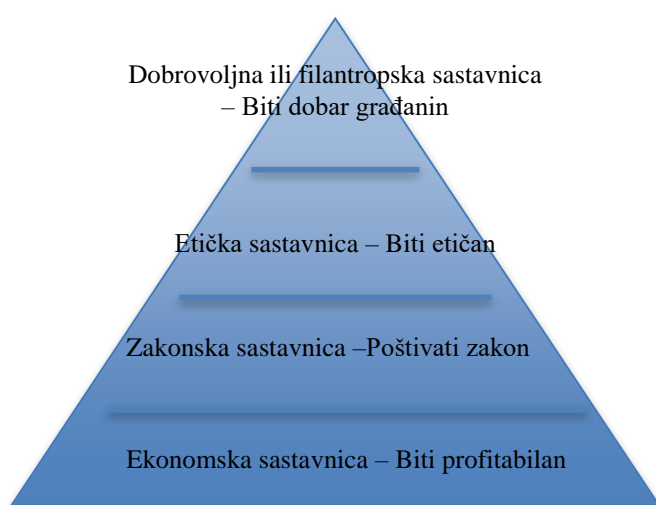 Dobrovoljna ili filantropska sastavnica
– Biti dobar građanin
Etička sastavnica – Biti etičan
Zakonska sastavnica –Poštivati zakon
Ekonomska sastavnica – Biti profitabilan